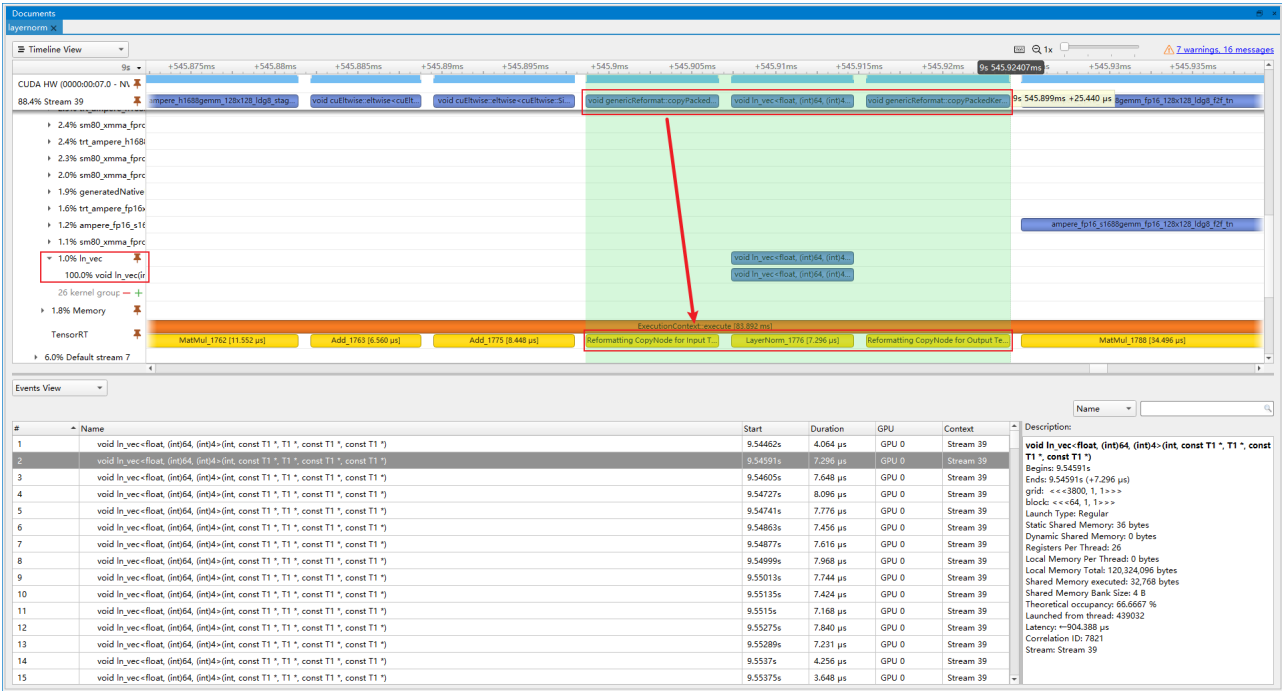 Documents
layernorm ×
Timeline View
1x
7 warnings, 16 messages
9s
+545.875ms
+545.88ms
+545.885ms
+545.89ms
+545.895ms
+545.9ms
+545.905ms
+545.91ms
+545.915ms
+545.92ms
9s 545.92407ms
+545.93ms
+545.935ms
CUDA HW (0000:00:07.0 - NV
88.4% Stream 39
mpere_h1688gemm_128x128_ldg8_stag...
void cuEltwise::eltwise<cuElt...
void cuEltwise::eltwise<cuEltwise::Si...
void genericReformat::copyPacked...
void ln_vec<float, (int)64, (int)4...
void genericReformat::copyPackedKer...
9s 545.899ms +25.440 µs
8gemm_fp16_128x128_ldg8_f2f_tn
2.4% sm80_xmma_fprc
2.4% trt_ampere_h1688
2.3% sm80_xmma_fprc
2.0% sm80_xmma_fprc
1.9% generatedNative
1.6% trt_ampere_fp16x
1.2% ampere_fp16_s16
ampere_fp16_s1688gemm_fp16_128x128_ldg8_f2f_tn
1.1% sm80_xmma_fprc
1.0% ln_vec
void ln_vec<float, (int)64, (int)4...
100.0% void ln_vec(ir
void ln_vec<float, (int)64, (int)4...
26 kernel group — +
1.8% Memory
ExecutionContext::execute [83.892 ms]
TensorRT
MatMul_1762 [11.552 µs]
Add_1763 [6.560 µs]
Add_1775 [8.448 µs]
Reformatting CopyNode for Input T...
LayerNorm_1776 [7.296 µs]
Reformatting CopyNode for Output Te...
MatMul_1788 [34.496 µs]
6.0% Default stream 7
Events View
Name
# Name Start Duration GPU Context
1 void ln_vec<float, (int)64, (int)4>(int, const T1 *, T1 *, const T1 *, const T1 *) 9.54462s 4.064 µs GPU 0 Stream 39
2 void ln_vec<float, (int)64, (int)4>(int, const T1 *, T1 *, const T1 *, const T1 *) 9.54591s 7.296 µs GPU 0 Stream 39
3 void ln_vec<float, (int)64, (int)4>(int, const T1 *, T1 *, const T1 *, const T1 *) 9.54605s 7.648 µs GPU 0 Stream 39
4 void ln_vec<float, (int)64, (int)4>(int, const T1 *, T1 *, const T1 *, const T1 *) 9.54727s 8.096 µs GPU 0 Stream 39
5 void ln_vec<float, (int)64, (int)4>(int, const T1 *, T1 *, const T1 *, const T1 *) 9.54741s 7.776 µs GPU 0 Stream 39
6 void ln_vec<float, (int)64, (int)4>(int, const T1 *, T1 *, const T1 *, const T1 *) 9.54863s 7.456 µs GPU 0 Stream 39
7 void ln_vec<float, (int)64, (int)4>(int, const T1 *, T1 *, const T1 *, const T1 *) 9.54877s 7.616 µs GPU 0 Stream 39
8 void ln_vec<float, (int)64, (int)4>(int, const T1 *, T1 *, const T1 *, const T1 *) 9.54999s 7.968 µs GPU 0 Stream 39
9 void ln_vec<float, (int)64, (int)4>(int, const T1 *, T1 *, const T1 *, const T1 *) 9.55013s 7.744 µs GPU 0 Stream 39
10 void ln_vec<float, (int)64, (int)4>(int, const T1 *, T1 *, const T1 *, const T1 *) 9.55135s 7.424 µs GPU 0 Stream 39
11 void ln_vec<float, (int)64, (int)4>(int, const T1 *, T1 *, const T1 *, const T1 *) 9.5515s 7.168 µs GPU 0 Stream 39
12 void ln_vec<float, (int)64, (int)4>(int, const T1 *, T1 *, const T1 *, const T1 *) 9.55275s 7.840 µs GPU 0 Stream 39
13 void ln_vec<float, (int)64, (int)4>(int, const T1 *, T1 *, const T1 *, const T1 *) 9.55289s 7.231 µs GPU 0 Stream 39
14 void ln_vec<float, (int)64, (int)4>(int, const T1 *, T1 *, const T1 *, const T1 *) 9.5537s 4.256 µs GPU 0 Stream 39
15 void ln_vec<float, (int)64, (int)4>(int, const T1 *, T1 *, const T1 *, const T1 *) 9.55375s 3.648 µs GPU 0 Stream 39
Description:
void ln_vec<float, (int)64, (int)4>(int, const T1 *, T1 *, const
T1 *, const T1 *)
Begins: 9.54591s
Ends: 9.54591s (+7.296 µs)
grid: <<<3800, 1, 1>>>
block: <<<64, 1, 1>>>
Launch Type: Regular
Static Shared Memory: 36 bytes
Dynamic Shared Memory: 0 bytes
Registers Per Thread: 26
Local Memory Per Thread: 0 bytes
Local Memory Total: 120,324,096 bytes
Shared Memory executed: 32,768 bytes
Shared Memory Bank Size: 4 B
Theoretical occupancy: 66.6667 %
Launched from thread: 439032
Latency: ←904.388 µs
Correlation ID: 7821
Stream: Stream 39